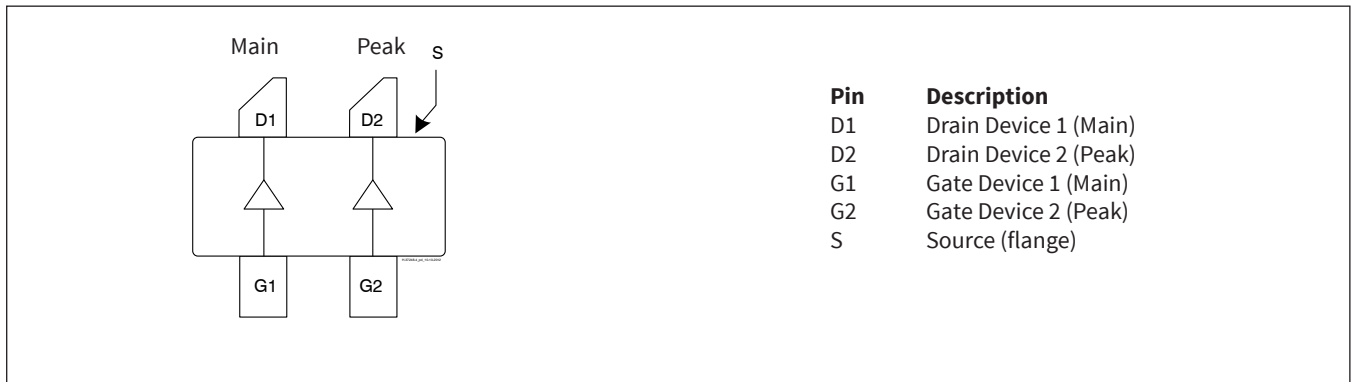 Main Peak S
D1 D2
G1 G2
Pin Description
D1 Drain Device 1 (Main)
D2 Drain Device 2 (Peak)
G1 Gate Device 1 (Main)
G2 Gate Device 2 (Peak)
S Source (flange)